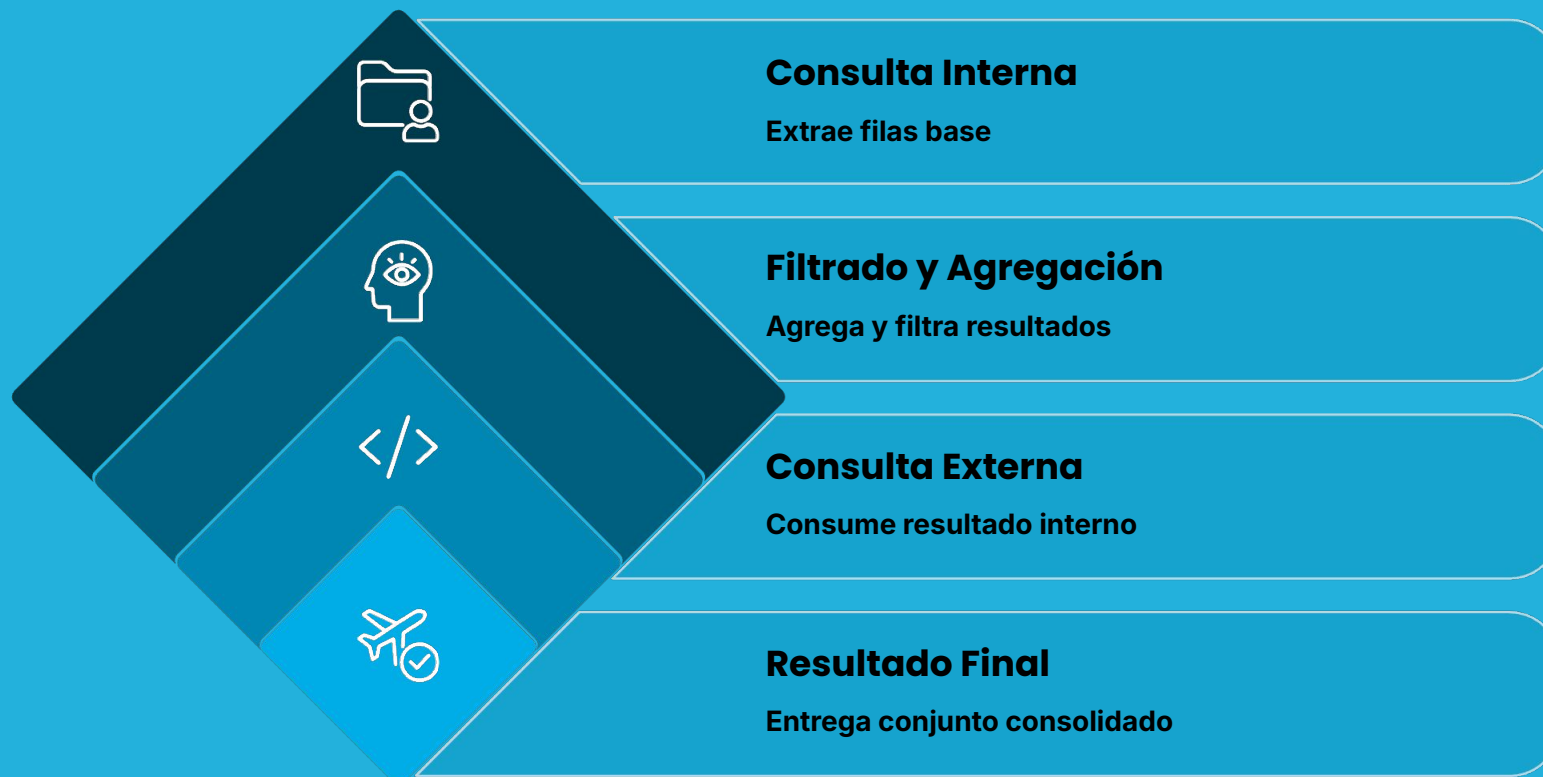 Consulta Interna
Extrae filas base
Filtrado y Agregación
Agrega y filtra resultados
Consulta Externa
Consume resultado interno
Resultado Final
Entrega conjunto consolidado